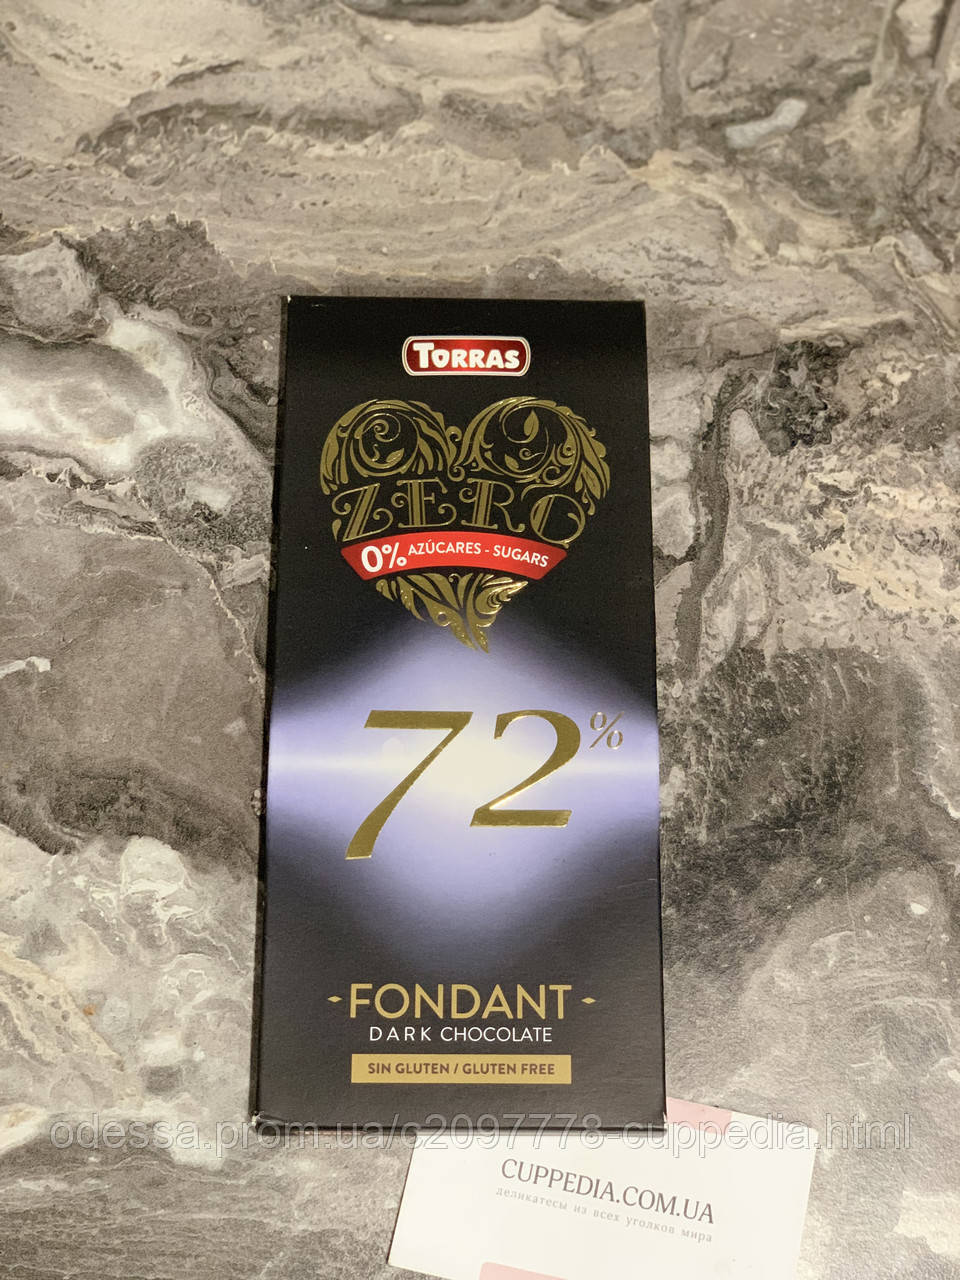 TORRAS
ZERO
0% AZÚCARES - SUGARS
72%
FONDANT
DARK CHOCOLATE
SIN GLUTEN / GLUTEN FREE
odessa.prom.ua/c2097778-cuppedia.html
CUPPEDIA.COM.UA
деликатесы из всех уголков мира